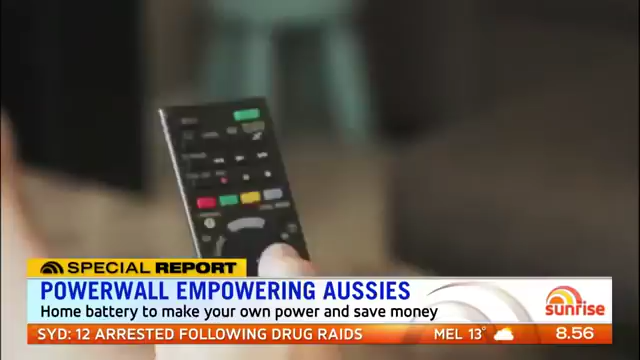 SPECIAL REPORT
POWERWALL EMPOWERING AUSSIES
Home battery to make your own power and save money
sunrise
SYD: 12 ARRESTED FOLLOWING DRUG RAIDS MEL 13° 8.56